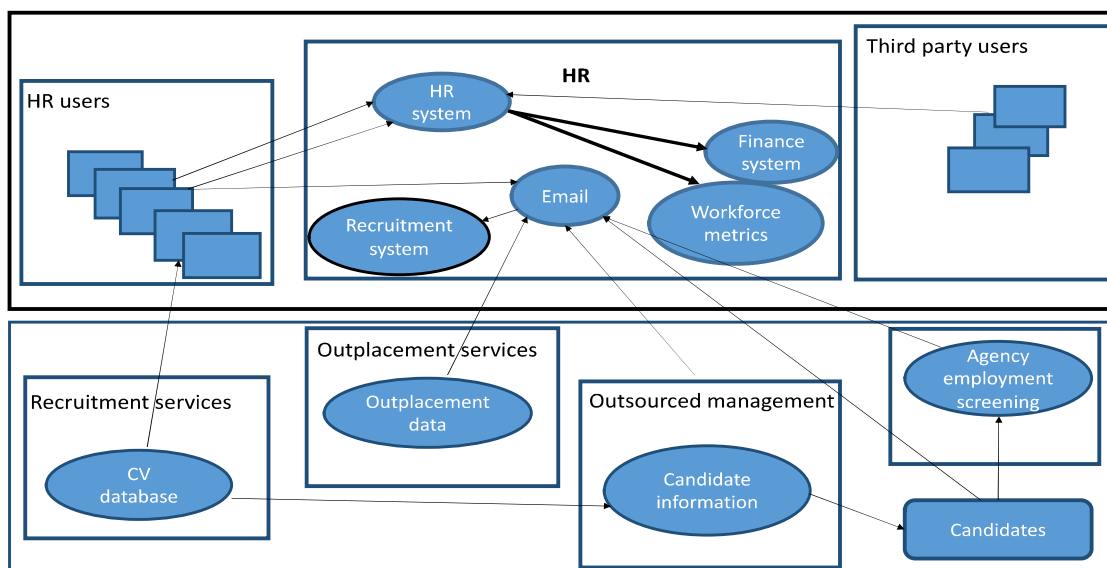 Third party users
HR
HR users
HR
system
Finance
system
Email
Workforce
metrics
Recruitment
system
Outplacement services
Agency
employment
screening
Recruitment services
Outplacement
data
Outsourced management
CV
database
Candidate
information
Candidates